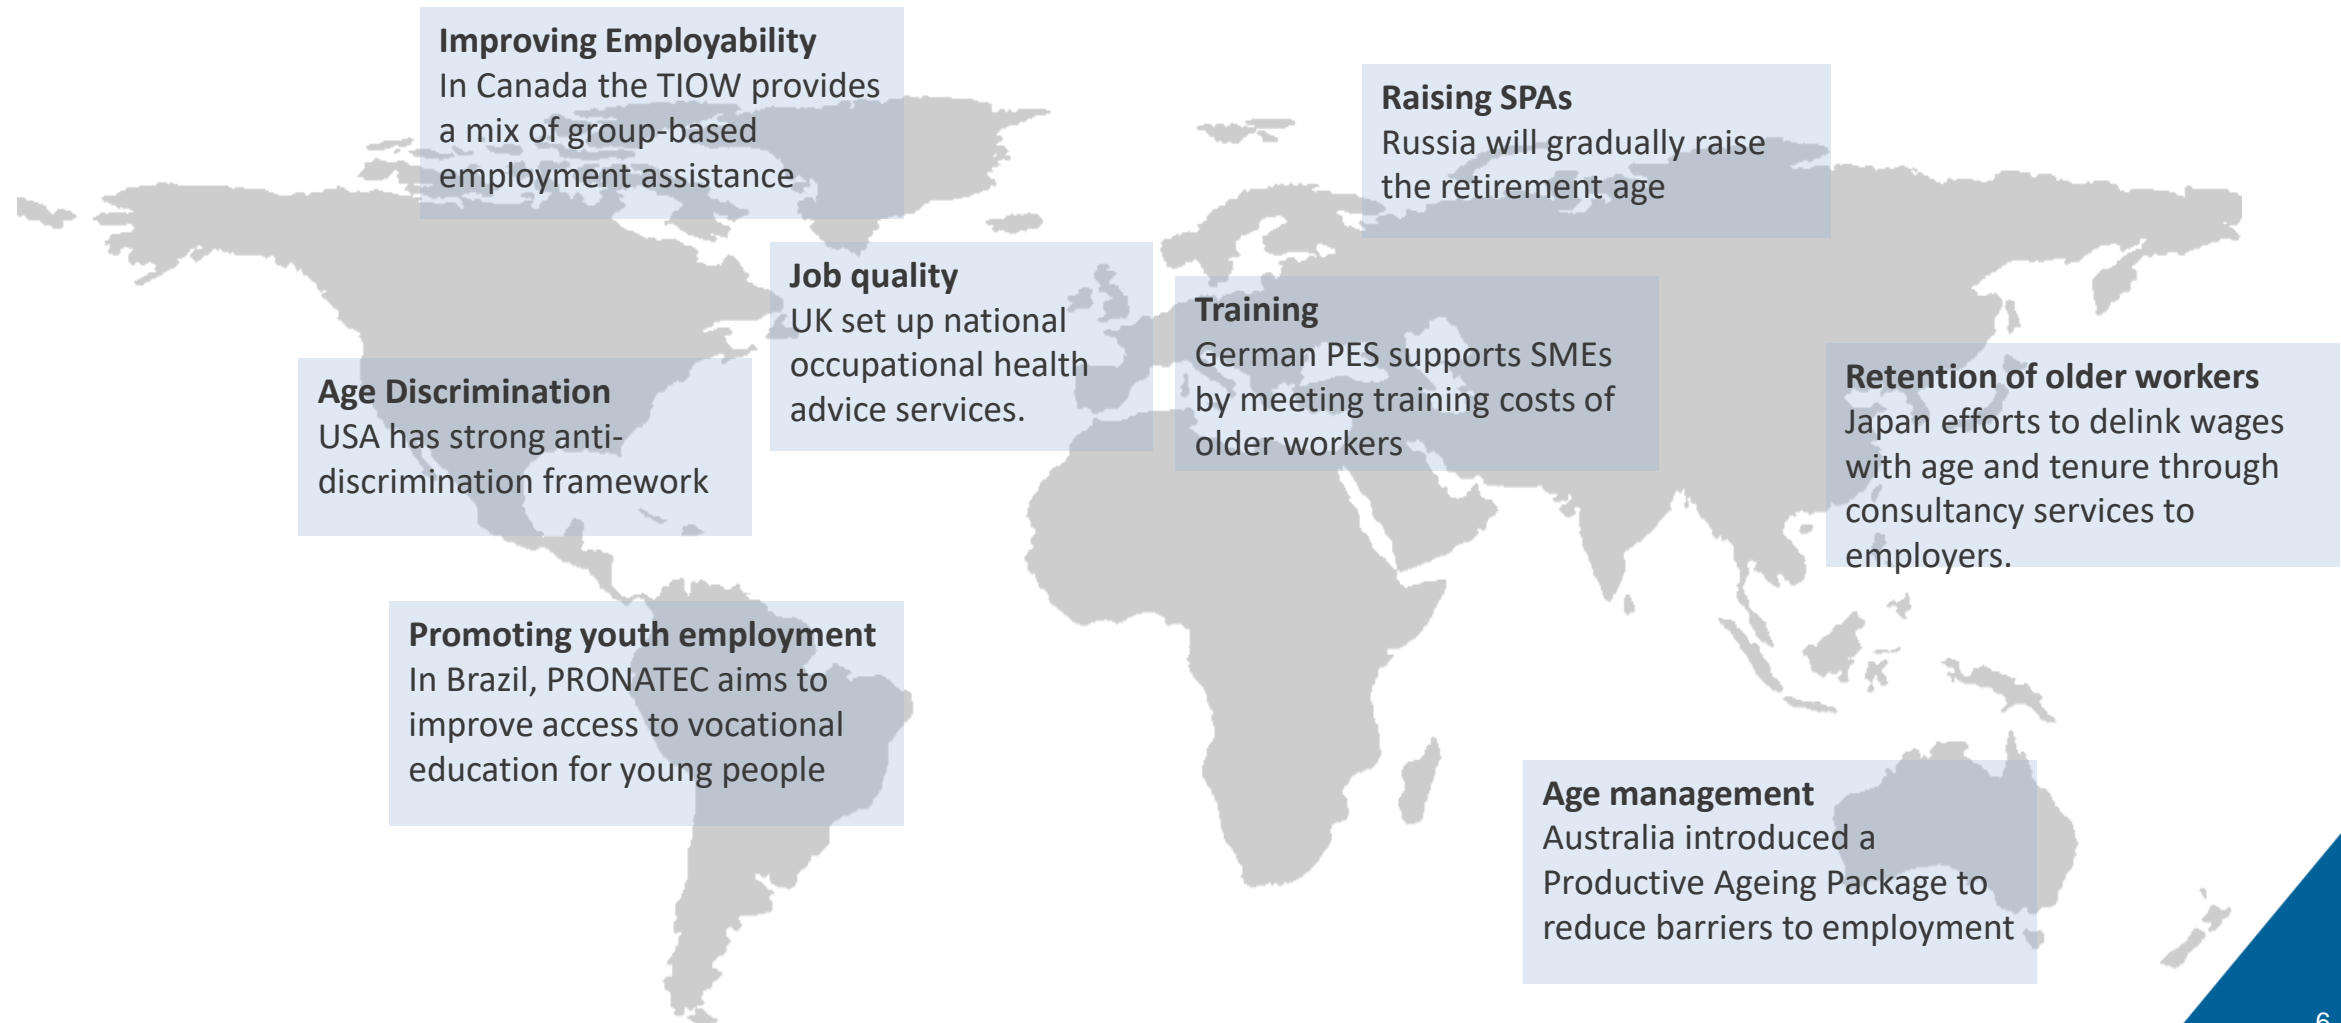 Improving Employability
In Canada the TIOW provides
a mix of group-based
employment assistance
Raising SPAs
Russia will gradually raise
the retirement age
Job quality
UK set up national
occupational health
advice services.
Training
German PES supports SMEs
by meeting training costs of
older workers
Age Discrimination
USA has strong anti-
discrimination framework
Retention of older workers
Japan efforts to delink wages
with age and tenure through
consultancy services to
employers.
Promoting youth employment
In Brazil, PRONATEC aims to
improve access to vocational
education for young people
Age management
Australia introduced a
Productive Ageing Package to
reduce barriers to employment
6